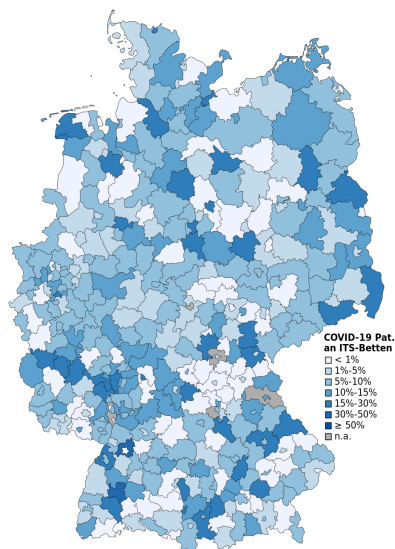 COVID-19 Pat.
an ITS-Betten
< 1%
1%-5%
5%-10%
10%-15%
15%-30%
30%-50%
≥ 50%
n.a.